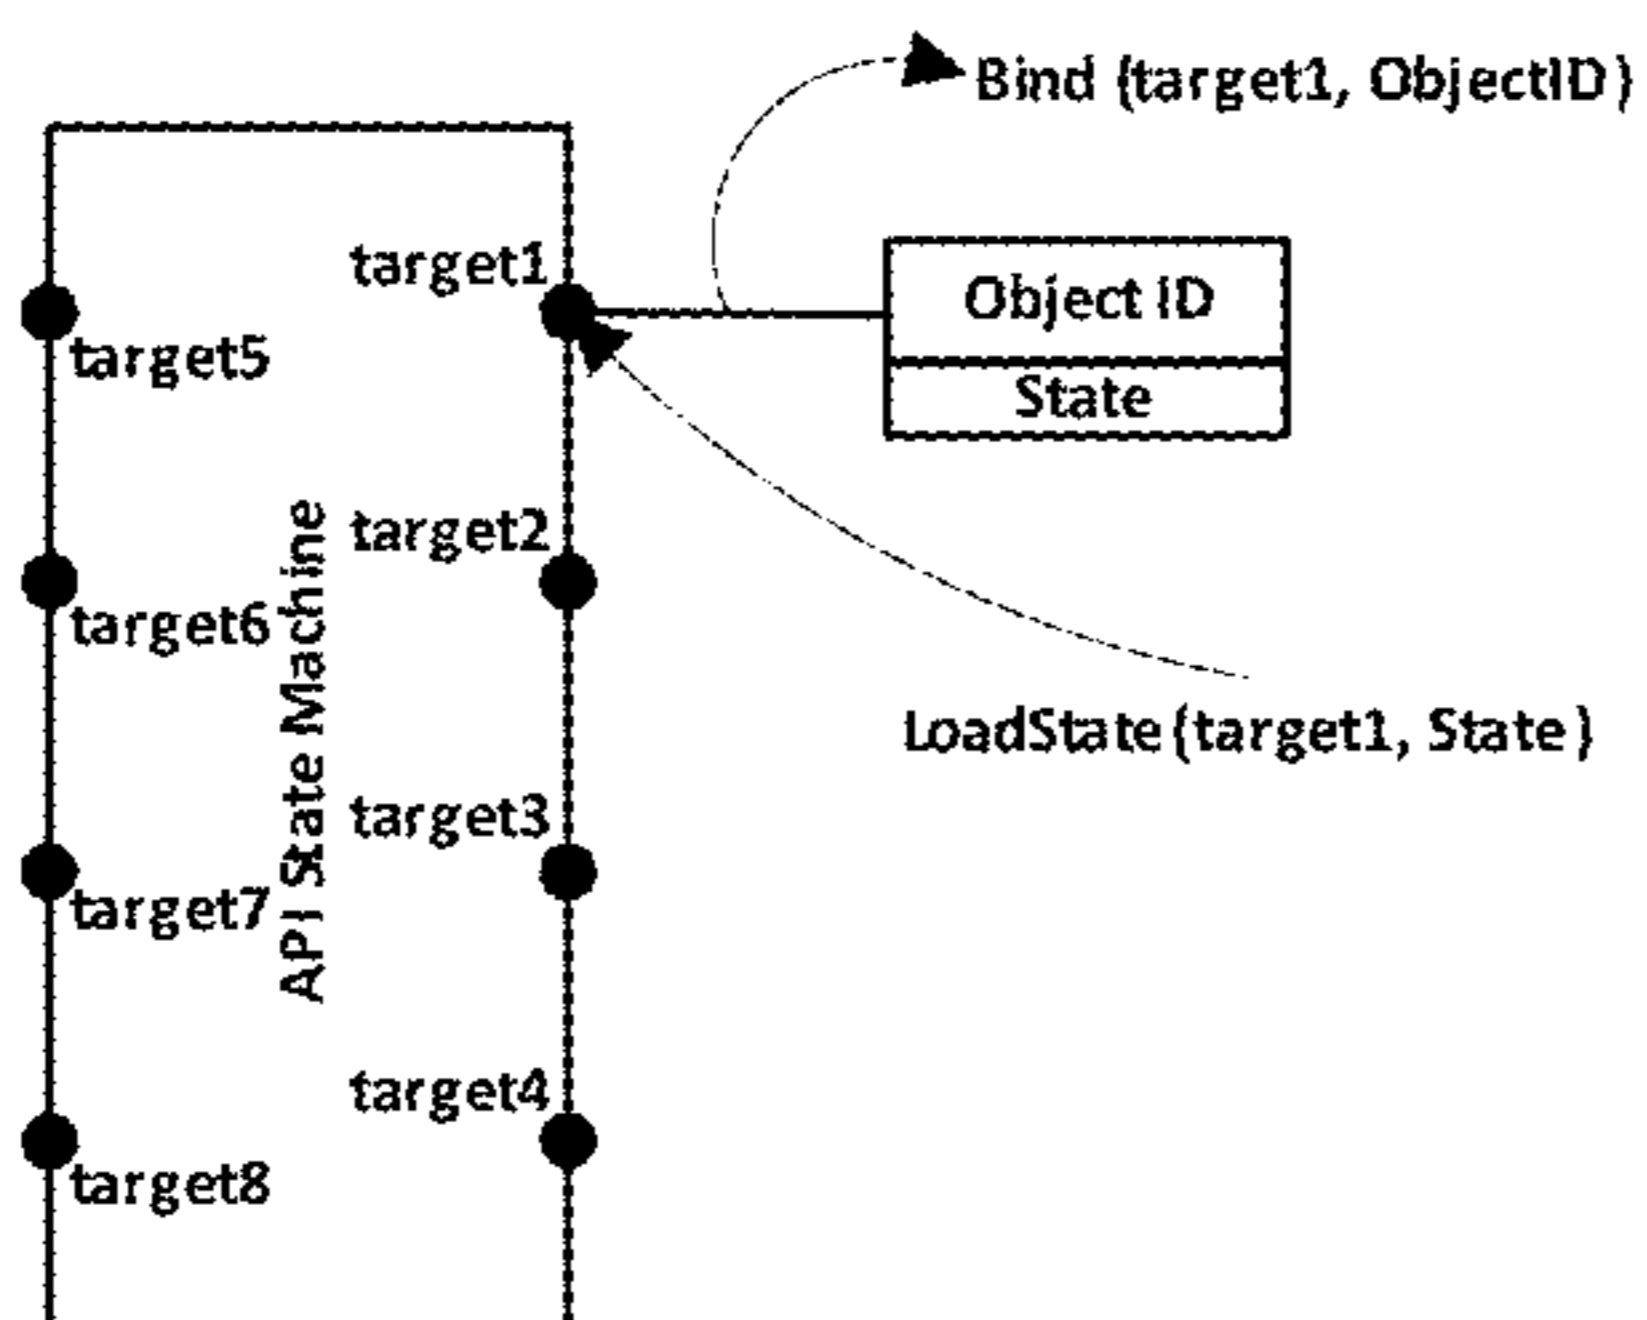 Bind (target1, ObjectID)
target1
Object ID
target5
State
target2
target6
API State Machine
LoadState(target1, State)
target3
target7
target4
target8